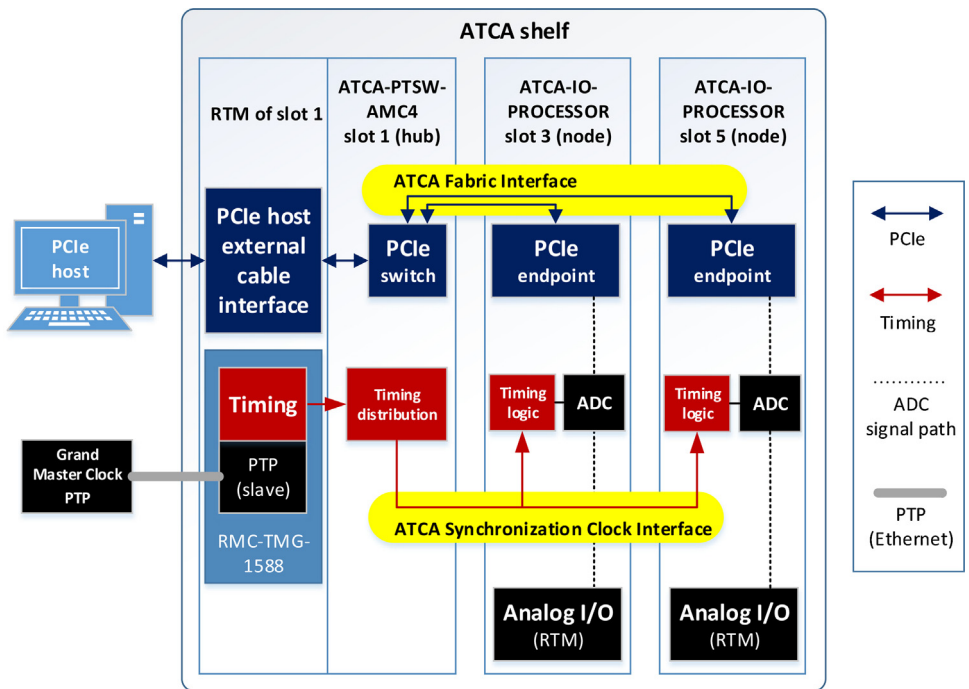 ATCA shelf
RTM of slot 1
ATCA-PTSW-
AMC4
slot 1 (hub)
ATCA-IO-
PROCESSOR
slot 3 (node)
ATCA-IO-
PROCESSOR
slot 5 (node)
ATCA Fabric Interface
PCIe
host
PCIe host
external
cable
interface
PCIe
switch
PCIe
endpoint
PCIe
endpoint
Timing
Timing
distribution
Timing
logic
ADC
Timing
logic
ADC
Grand
Master Clock
PTP
PTP
(slave)
RMC-TMG-
1588
ATCA Synchronization Clock Interface
Analog I/O
(RTM)
Analog I/O
(RTM)
PCIe
Timing
ADC
signal path
PTP
(Ethernet)